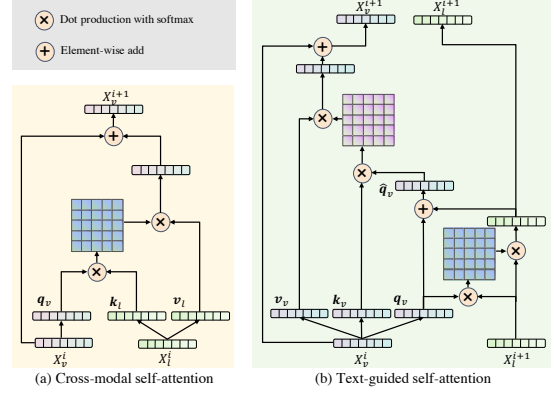 Dot production with softmax
Element-wise add
X_v^{i+1}
q_v
k_l
v_l
X_v^i
X_l^i
(a) Cross-modal self-attention
X_v^{i+1}
X_l^{i+1}
q̂_v
v_v
k_v
q_v
X_v^i
X_l^{i+1}
(b) Text-guided self-attention